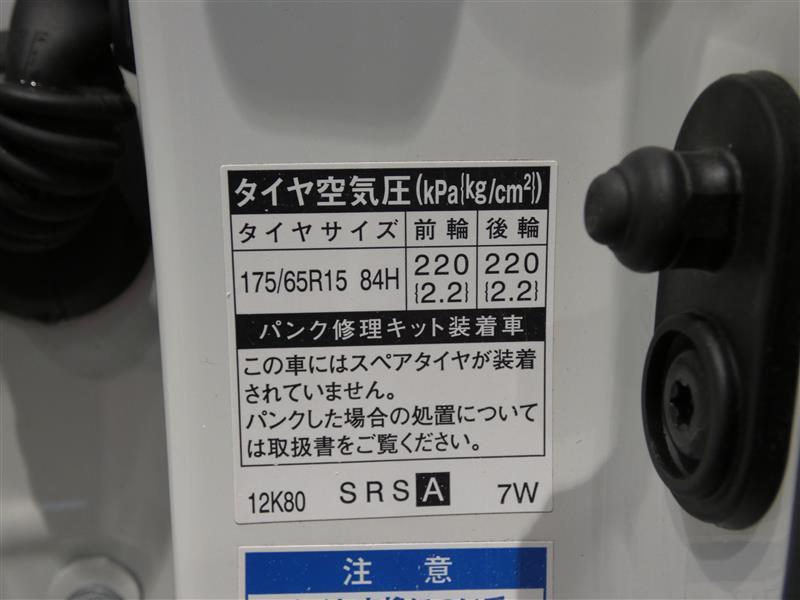 タイヤ空気圧(kPa{kg/cm²})
タイヤサイズ 前輪 後輪
175/65R15 84H 220 {2.2} 220 {2.2}
パンク修理キット装着車
この車にはスペアタイヤが装着
されていません。
パンクした場合の処置について
は取扱書をご覧ください。
12K80 SRS A 7W
注意